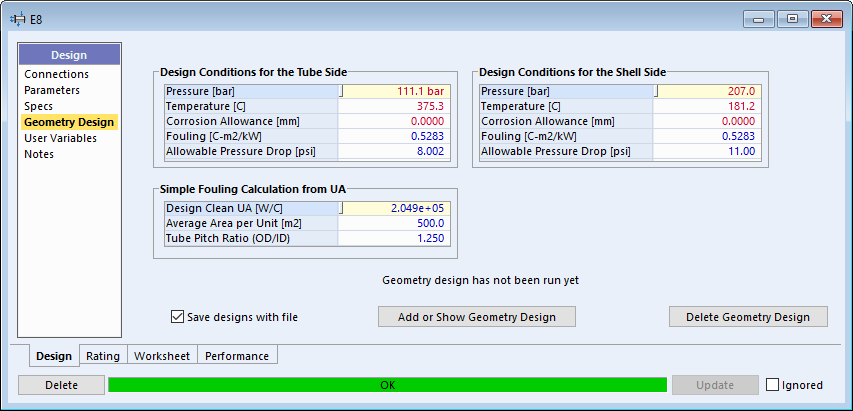 E8
Design
Connections
Parameters
Specs
Geometry Design
User Variables
Notes
Design Conditions for the Tube Side
Pressure [bar] 111.1 bar
Temperature [C] 375.3
Corrosion Allowance [mm] 0.0000
Fouling [C-m2/kW] 0.5283
Allowable Pressure Drop [psi] 8.002
Design Conditions for the Shell Side
Pressure [bar] 207.0
Temperature [C] 181.2
Corrosion Allowance [mm] 0.0000
Fouling [C-m2/kW] 0.5283
Allowable Pressure Drop [psi] 11.00
Simple Fouling Calculation from UA
Design Clean UA [W/C] 2.049e+05
Average Area per Unit [m2] 500.0
Tube Pitch Ratio (OD/ID) 1.250
Geometry design has not been run yet
Save designs with file
Add or Show Geometry Design
Delete Geometry Design
Design Rating Worksheet Performance
Delete OK Update Ignored